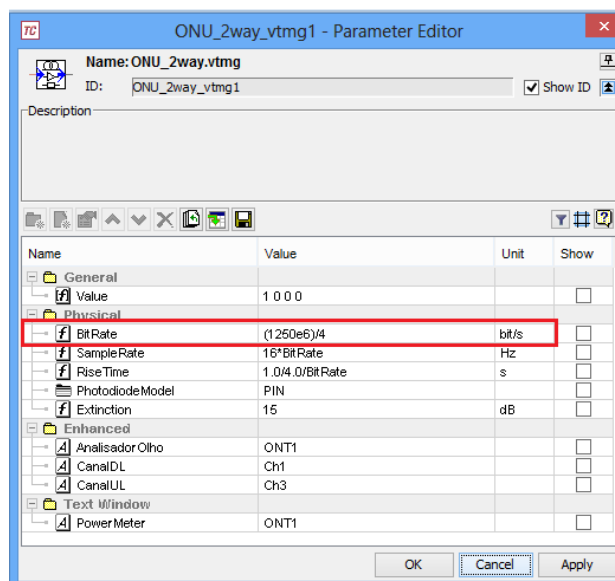 TC ONU_2way_vtmg1 - Parameter Editor
Name: ONU_2way.vtmg
ID: ONU_2way_vtmg1 Show ID
Description
Name Value Unit Show
General
f Value 1 0 0 0
Physical
f BitRate (1250e6)/4 bit/s
f SampleRate 16*BitRate Hz
f RiseTime 1.0/4.0/BitRate s
PhotodiodeModel PIN
f Extinction 15 dB
Enhanced
A AnalisadorOlho ONT1
A CanalDL Ch1
A CanalUL Ch3
Text Window
A PowerMeter ONT1
OK Cancel Apply